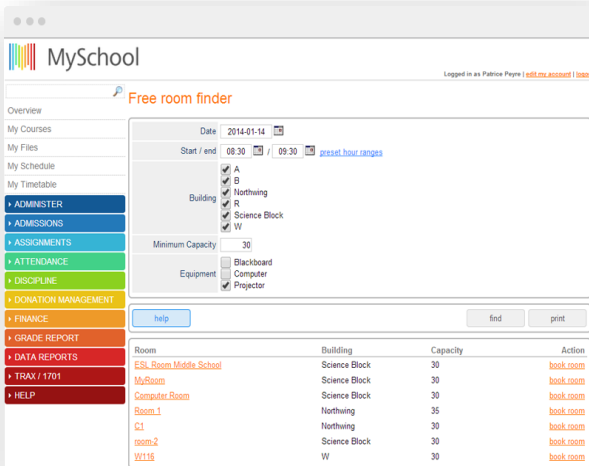 MySchool
Logged in as Patrice Peyre | edit my account |
Free room finder
Overview
My Courses
My Files
My Schedule
My Timetable
ADMINISTER
ADMISSIONS
ASSIGNMENTS
ATTENDANCE
DISCIPLINE
DONATION MANAGEMENT
FINANCE
GRADE REPORT
DATA REPORTS
TRAX / 1701
HELP
Date 2014-01-14
Start / end 08:30 / 09:30 preset hour ranges
Building
A
B
Northwing
R
Science Block
W
Minimum Capacity 30
Equipment
Blackboard
Computer
Projector
help find print
Room Building Capacity Action
ESL Room Middle School Science Block 30 book room
MyRoom Science Block 30 book room
Computer Room Science Block 30 book room
Room 1 Northwing 35 book room
C1 Northwing 30 book room
room-2 Science Block 30 book room
W116 W 30 book room